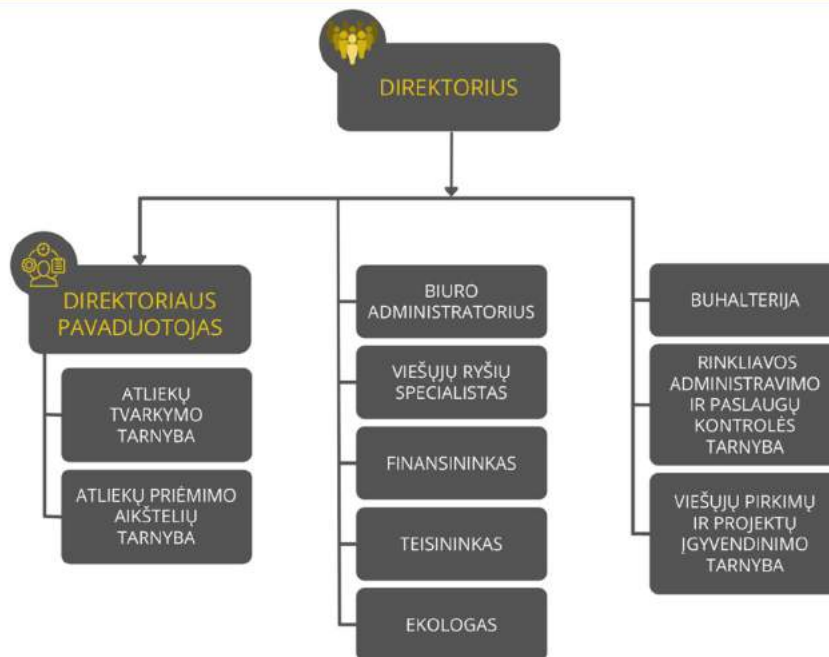 DIREKTORIUS
DIREKTORIAUS
PAVADUOTOJAS
ATLIEKŲ
TVARKYMO
TARNYBA
ATLIEKŲ PRIĖMIMO
AIKŠTELIŲ
TARNYBA
BIURO
ADMINISTRATORIUS
VIEŠŲJŲ RYŠIŲ
SPECIALISTAS
FINANSININKAS
TEISININKAS
EKOLOGAS
BUHALTERIJA
RINKLIAVOS
ADMINISTRAVIMO
IR PASLAUGŲ
KONTROLĖS
TARNYBA
VIEŠŲJŲ PIRKIMŲ
IR PROJEKTŲ
ĮGYVENDINIMO
TARNYBA